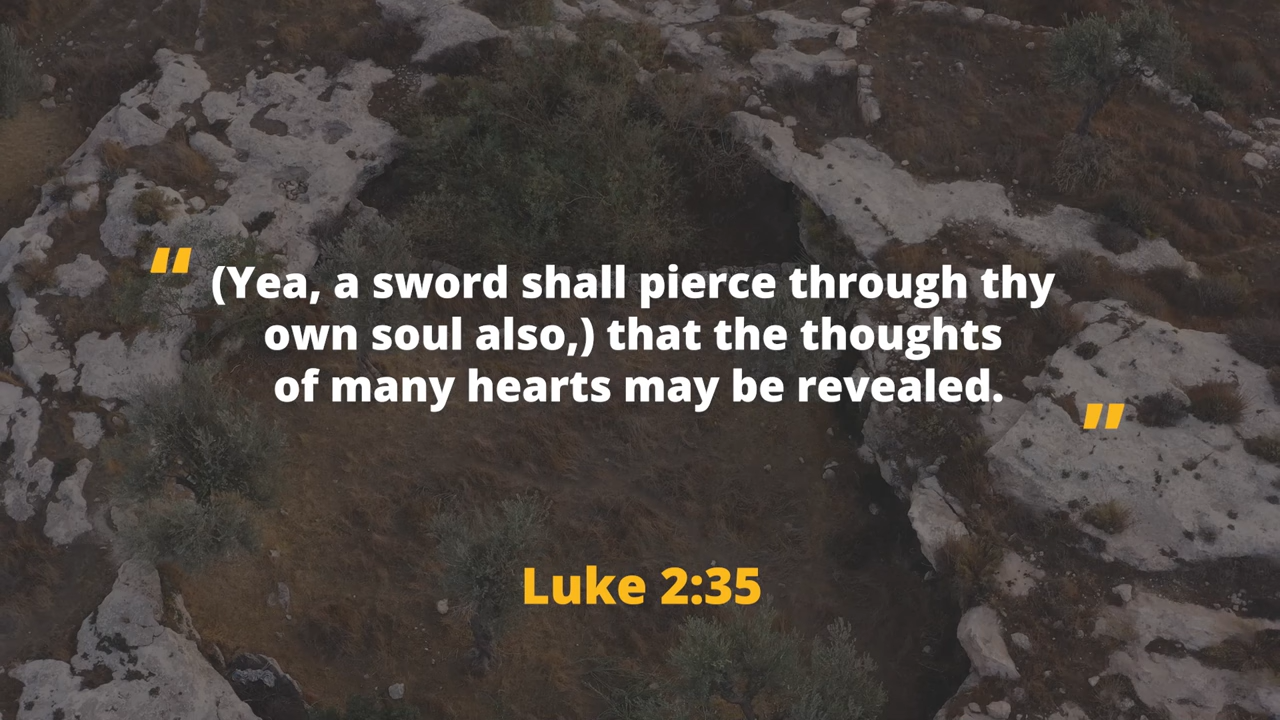 “ (Yea, a sword shall pierce through thy
own soul also,) that the thoughts
of many hearts may be revealed. ”
Luke 2:35